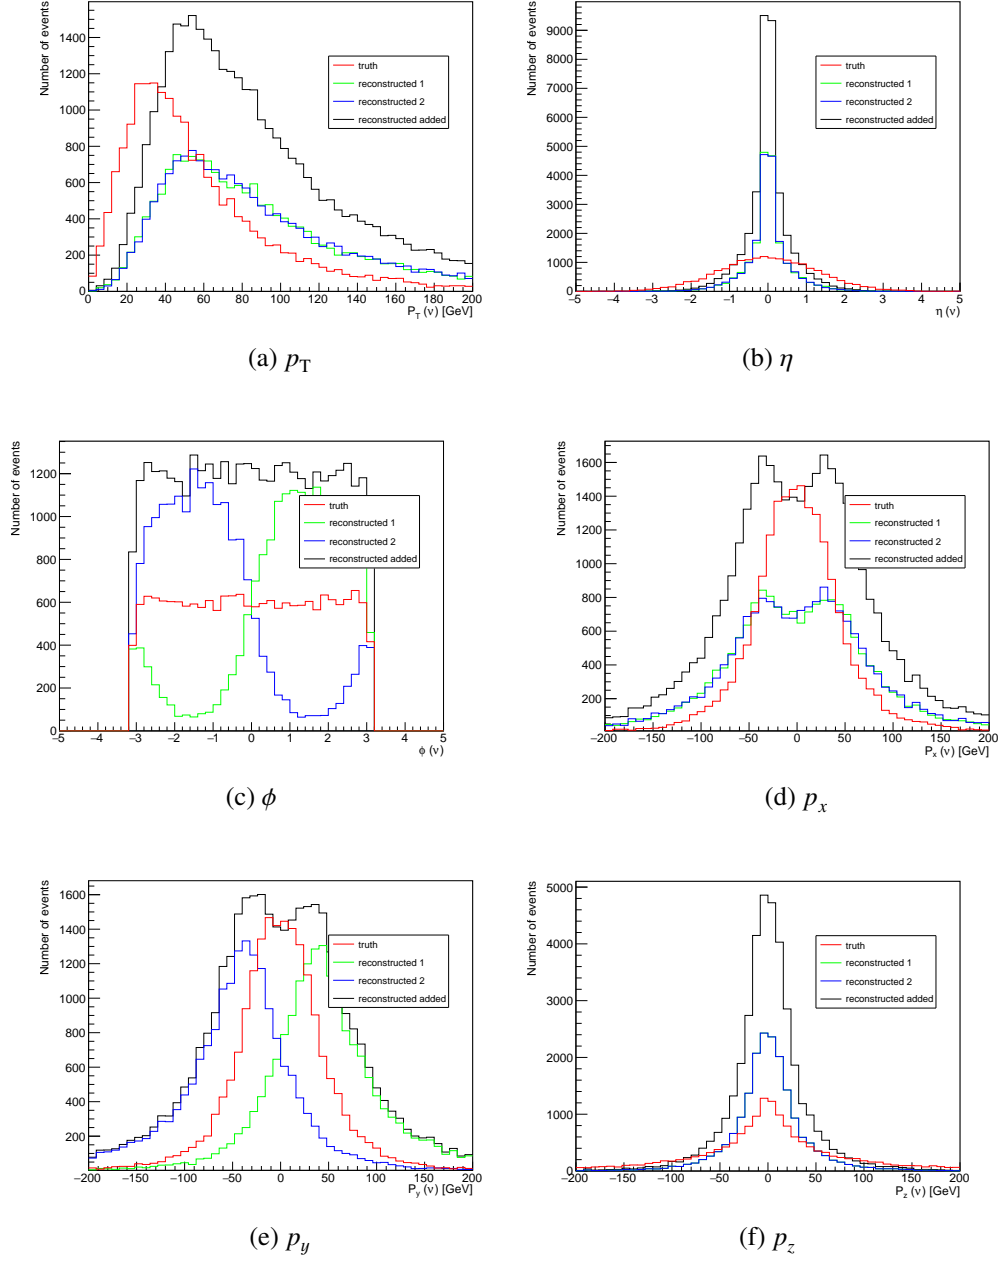 Number of events
1400
1200
1000
800
600
400
200
0
0 20 40 60 80 100 120 140 160 180 200
P_T (ν) [GeV]
truth
reconstructed 1
reconstructed 2
reconstructed added
(a) p_T
Number of events
9000
8000
7000
6000
5000
4000
3000
2000
1000
0
−5 −4 −3 −2 −1 0 1 2 3 4 5
η (ν)
truth
reconstructed 1
reconstructed 2
reconstructed added
(b) η
Number of events
1200
1000
800
600
400
200
0
−5 −4 −3 −2 −1 0 1 2 3 4 5
ϕ (ν)
truth
reconstructed 1
reconstructed 2
reconstructed added
(c) ϕ
Number of events
1600
1400
1200
1000
800
600
400
200
−200 −150 −100 −50 0 50 100 150 200
P_x (ν) [GeV]
truth
reconstructed 1
reconstructed 2
reconstructed added
(d) p_x
Number of events
1600
1400
1200
1000
800
600
400
200
−200 −150 −100 −50 0 50 100 150 200
P_y (ν) [GeV]
truth
reconstructed 1
reconstructed 2
reconstructed added
(e) p_y
Number of events
5000
4000
3000
2000
1000
0
−200 −150 −100 −50 0 50 100 150 200
P_z (ν) [GeV]
truth
reconstructed 1
reconstructed 2
reconstructed added
(f) p_z